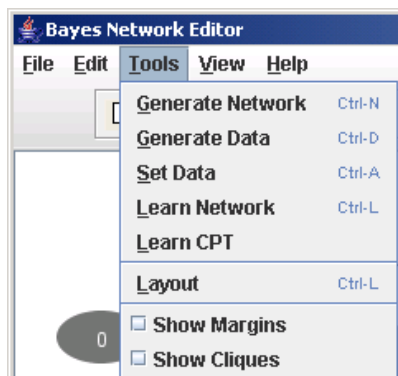 Bayes Network Editor
File Edit Tools View Help
Generate Network Ctrl-N
Generate Data Ctrl-D
Set Data Ctrl-A
Learn Network Ctrl-L
Learn CPT
Layout Ctrl-L
Show Margins
0
Show Cliques